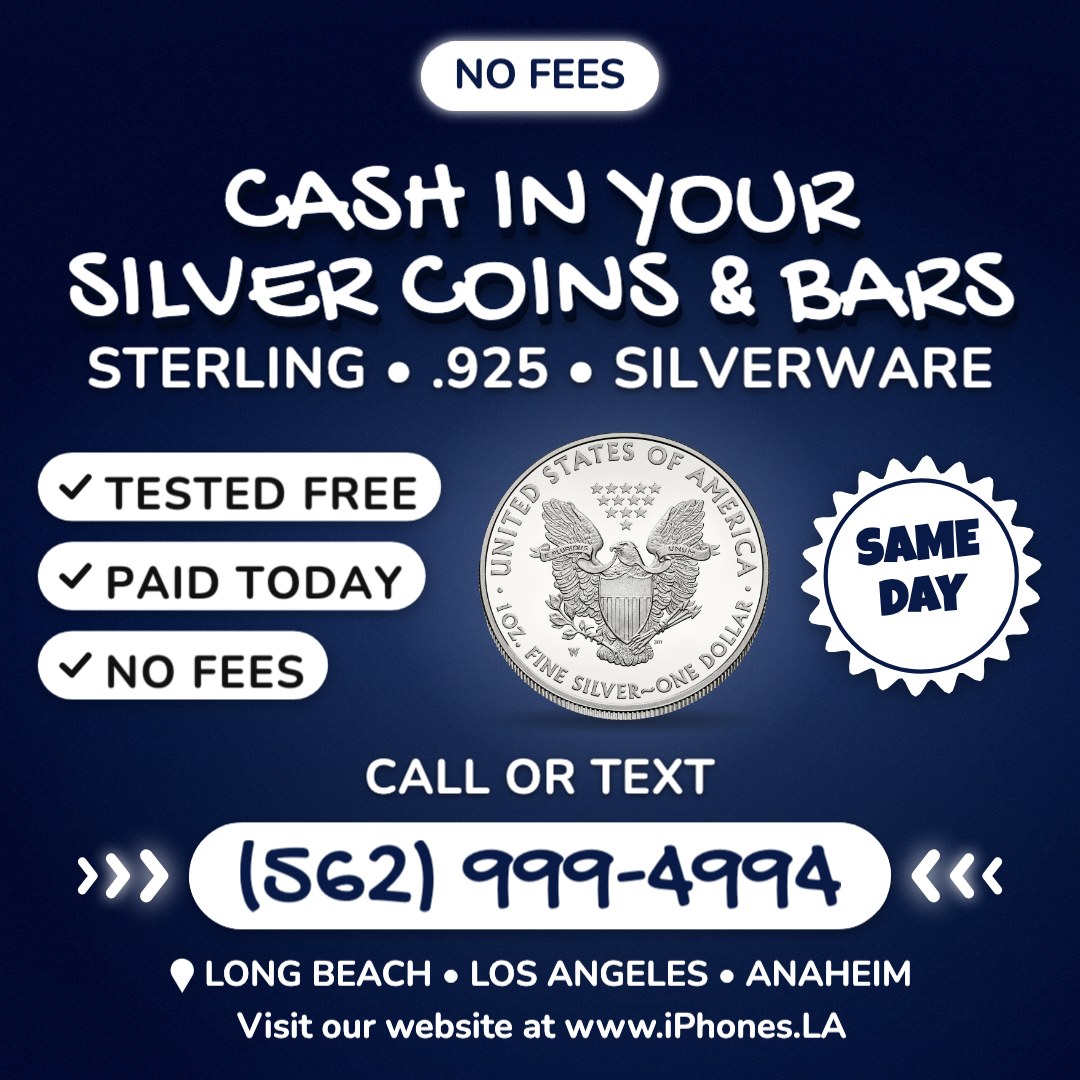 NO FEES
CASH IN YOUR
SILVER COINS & BARS
STERLING • .925 • SILVERWARE
✓ TESTED FREE
✓ PAID TODAY
✓ NO FEES
UNITED STATES OF AMERICA
PLURIBUS UNUM
• 1 OZ. FINE SILVER~ONE DOLLAR •
W
SAME
DAY
CALL OR TEXT
(562) 999-4994
LONG BEACH • LOS ANGELES • ANAHEIM
Visit our website at www.iPhones.LA